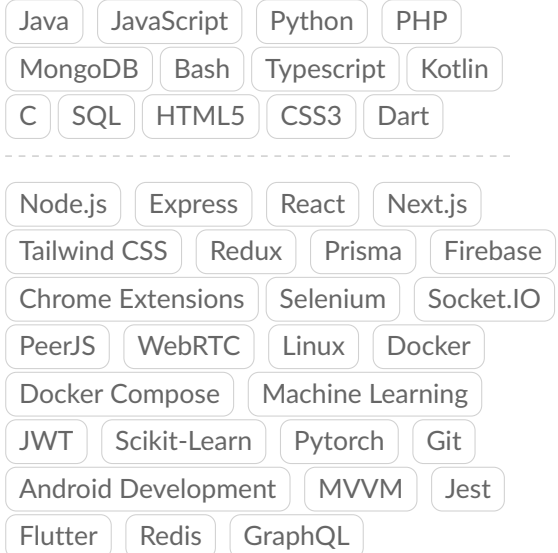 Java JavaScript Python PHP
MongoDB Bash Typescript Kotlin
C SQL HTML5 CSS3 Dart
Node.js Express React Next.js
Tailwind CSS Redux Prisma Firebase
Chrome Extensions Selenium Socket.IO
PeerJS WebRTC Linux Docker
Docker Compose Machine Learning
JWT Scikit-Learn Pytorch Git
Android Development MVVM Jest
Flutter Redis GraphQL